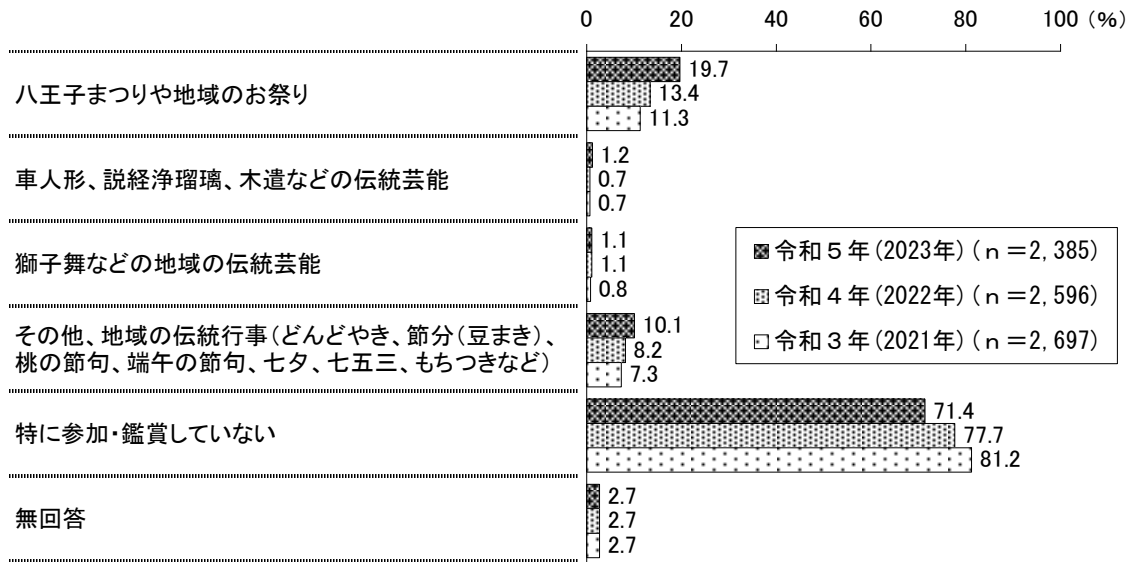 0 20 40 60 80 100 (%)
八王子まつりや地域のお祭り
19.7
13.4
11.3
車人形、説経浄瑠璃、木遣などの伝統芸能
1.2
0.7
0.7
獅子舞などの地域の伝統芸能
1.1
1.1
0.8
その他、地域の伝統行事(どんどやき、節分(豆まき)、
桃の節句、端午の節句、七夕、七五三、もちつきなど)
10.1
8.2
7.3
特に参加・鑑賞していない
71.4
77.7
81.2
無回答
2.7
2.7
2.7
令和5年(2023年)(n=2,385)
令和4年(2022年)(n=2,596)
令和3年(2021年)(n=2,697)